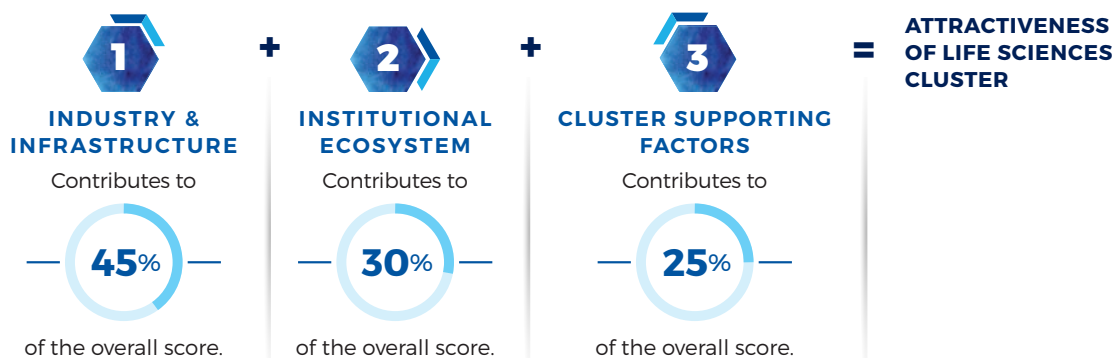 1
+
2
+
3
=
ATTRACTIVENESS
OF LIFE SCIENCES
CLUSTER
INDUSTRY &
INFRASTRUCTURE
Contributes to
45%
of the overall score.
INSTITUTIONAL
ECOSYSTEM
Contributes to
30%
of the overall score.
CLUSTER SUPPORTING
FACTORS
Contributes to
25%
of the overall score.